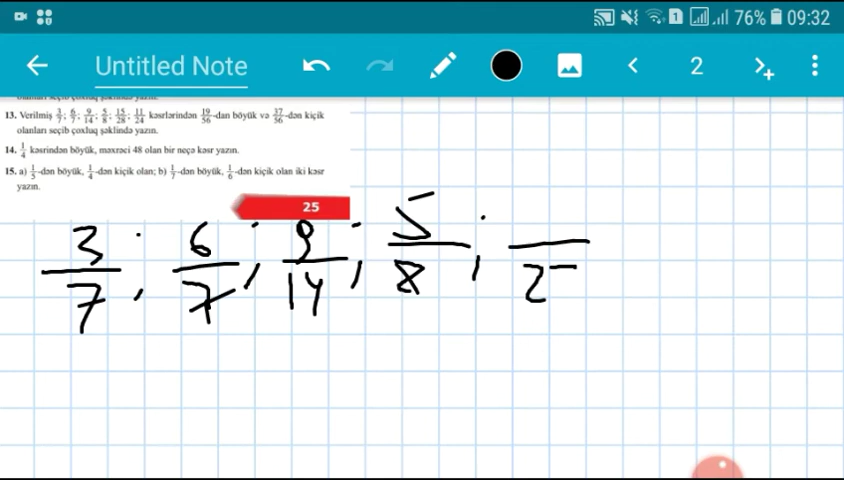 1 76% 09:32
Untitled Note 2
13. Verilmiş 3/7; 6/7; 9/14; 5/8; 15/28; 11/24 kəsrlərindən 19/56-dan böyük və 37/56-dən kiçik
olanları seçib çoxluq şəklində yazın.
14. 1/4 kəsrindən böyük, məxrəci 48 olan bir neçə kəsr yazın.
15. a) 1/5-dən böyük, 1/4-dən kiçik olan; b) 1/7-dən böyük, 1/6-dən kiçik olan iki kəsr
yazın.
25
3/7; 6/7; 9/14; 5/8;